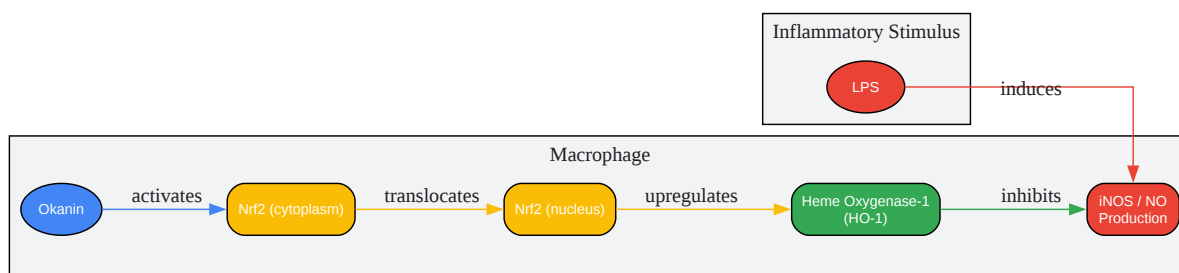 Inflammatory Stimulus
LPS
induces
Macrophage
Okanin
activates
Nrf2 (cytoplasm)
translocates
Nrf2 (nucleus)
upregulates
Heme Oxygenase-1
(HO-1)
inhibits
iNOS / NO
Production